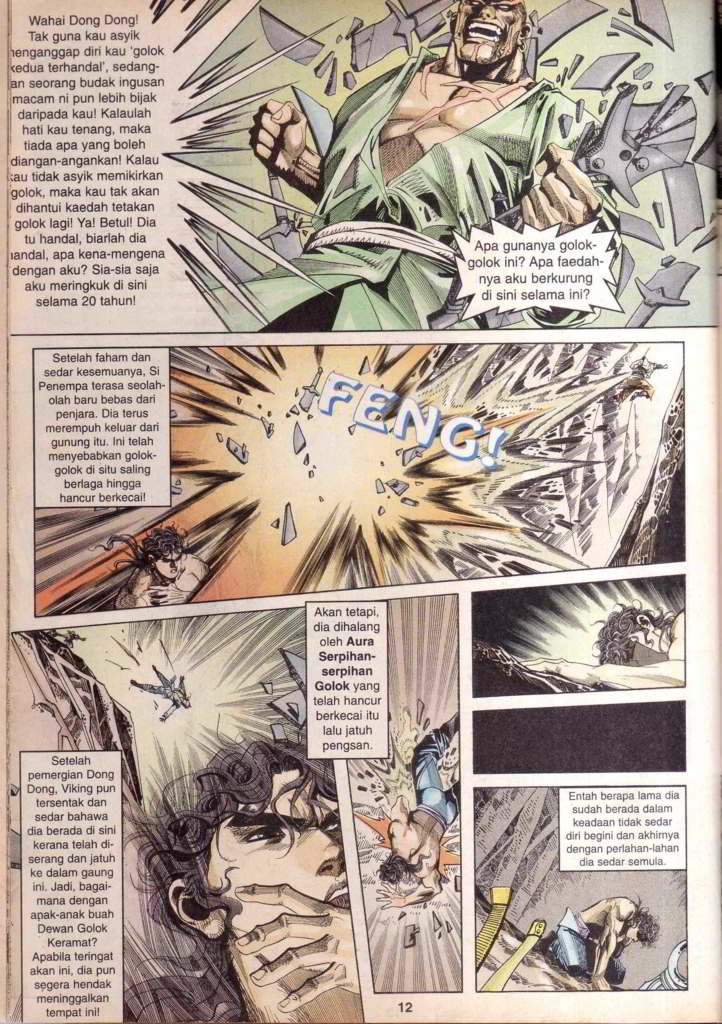 Wahai Dong Dong!
Tak guna kau asyik
menganggap diri kau 'golok
kedua terhandal', sedang-
an seorang budak ingusan
macam ni pun lebih bijak
daripada kau! Kalaulah
hati kau tenang, maka
tiada apa yang boleh
diangan-angankan! Kalau
kau tidak asyik memikirkan
golok, maka kau tak akan
dihantui kaedah tetakan
golok lagi! Ya! Betul! Dia
tu handal, biarlah dia
handal, apa kena-mengena
dengan aku? Sia-sia saja
aku meringkuk di sini
selama 20 tahun!
Apa gunanya golok-
golok ini? Apa faedah-
nya aku berkurung
di sini selama ini?
Setelah faham dan
sedar kesemuanya, Si
Penempa terasa seolah-
olah baru bebas dari
penjara. Dia terus
merempuh keluar dari
gunung itu. Ini telah
menyebabkan golok-
golok di situ saling
berlaga hingga
hancur berkecai!
FENG!
Setelah
pemergian Dong
Dong, Viking pun
tersentak dan
sedar bahawa
dia berada di sini
kerana telah di-
serang dan jatuh
ke dalam gaung
ini. Jadi, bagai-
mana dengan
apak-anak buah
Dewan Golok
Keramat?
Apabila teringat
akan ini, dia pun
segera hendak
meninggalkan
tempat ini!
Akan tetapi,
dia dihalang
oleh Aura
Serpihan-
serpihan
Golok yang
telah hancur
berkecai itu
lalu jatuh
pengsan.
Entah berapa lama dia
sudah berada dalam
keadaan tidak sedar
diri begini dan akhirnya
dengan perlahan-lahan
dia sedar semula.
12